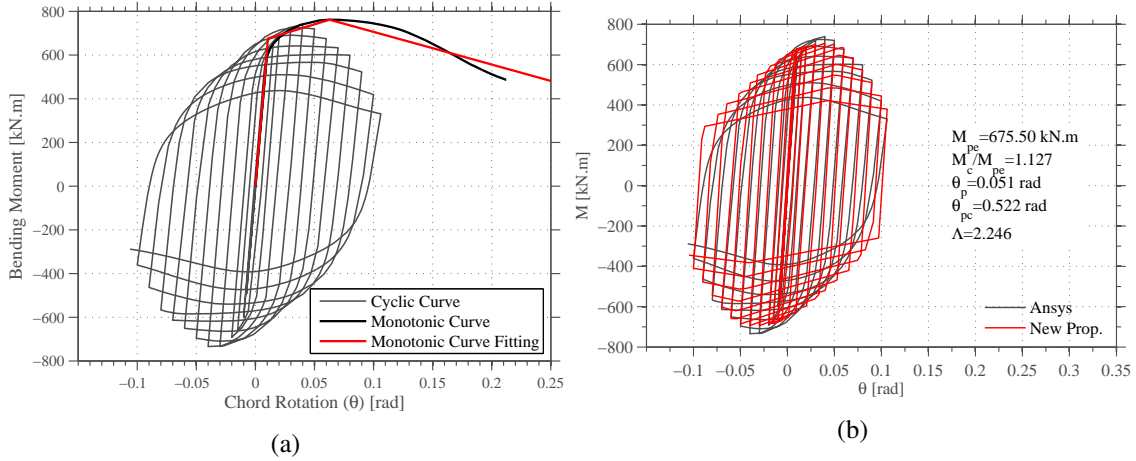 800
600
400
200
0
−200
−400
−600
−800
−0.1
−0.05
0
0.05
0.1
0.15
0.2
0.25
Bending Moment [kN.m]
Chord Rotation (θ) [rad]
Cyclic Curve
Monotonic Curve
Monotonic Curve Fitting
(a)
800
600
400
200
0
−200
−400
−600
−800
−0.1
−0.05
0
0.05
0.1
0.15
0.2
0.25
0.3
0.35
M [kN.m]
θ [rad]
M_pe=675.50 kN.m
M_c/M_pe=1.127
θ_p=0.051 rad
θ_pc=0.522 rad
Λ=2.246
Ansys
New Prop.
(b)